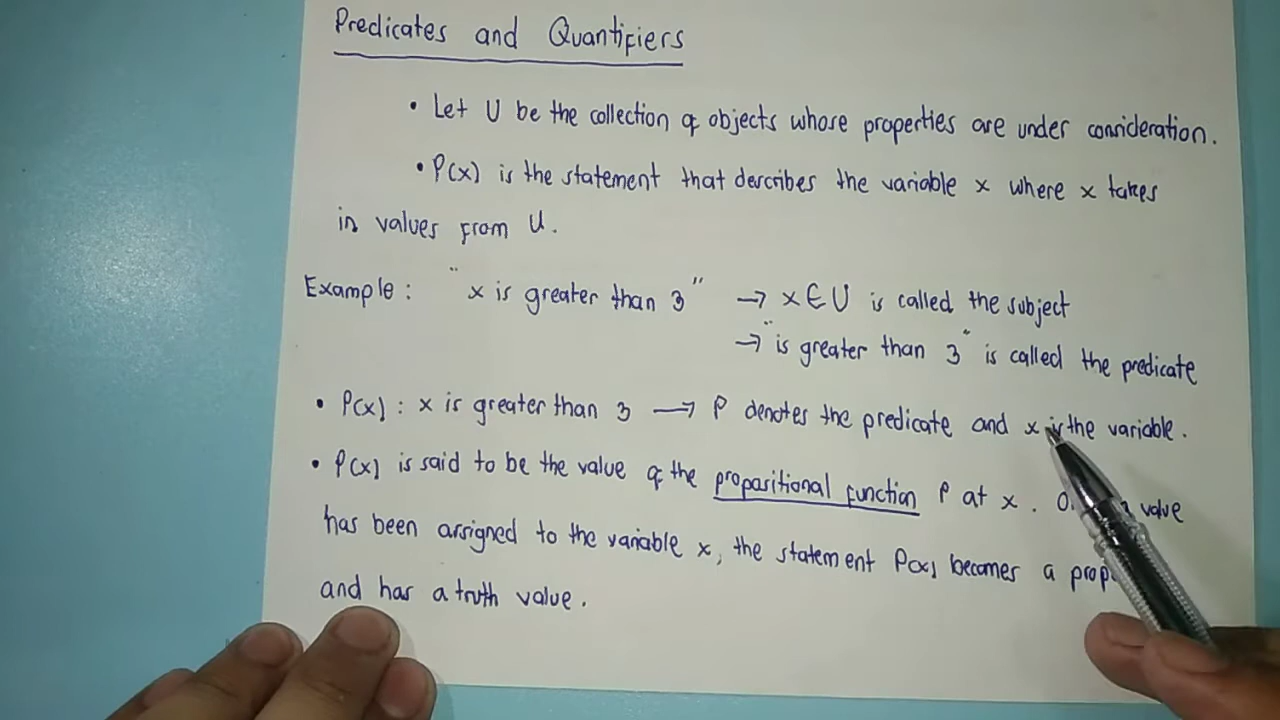 Predicates and Quantifiers
• Let U be the collection of objects whose properties are under consideration.
• P(x) is the statement that describes the variable x where x takes
in values from U.
Example: "x is greater than 3" → x ∈ U is called the subject
→ "is greater than 3" is called the predicate
• P(x) : x is greater than 3 → P denotes the predicate and x is the variable.
• P(x) is said to be the value of the propositional function P at x. value
has been assigned to the variable x, the statement P(x) becomes a
and has a truth value.